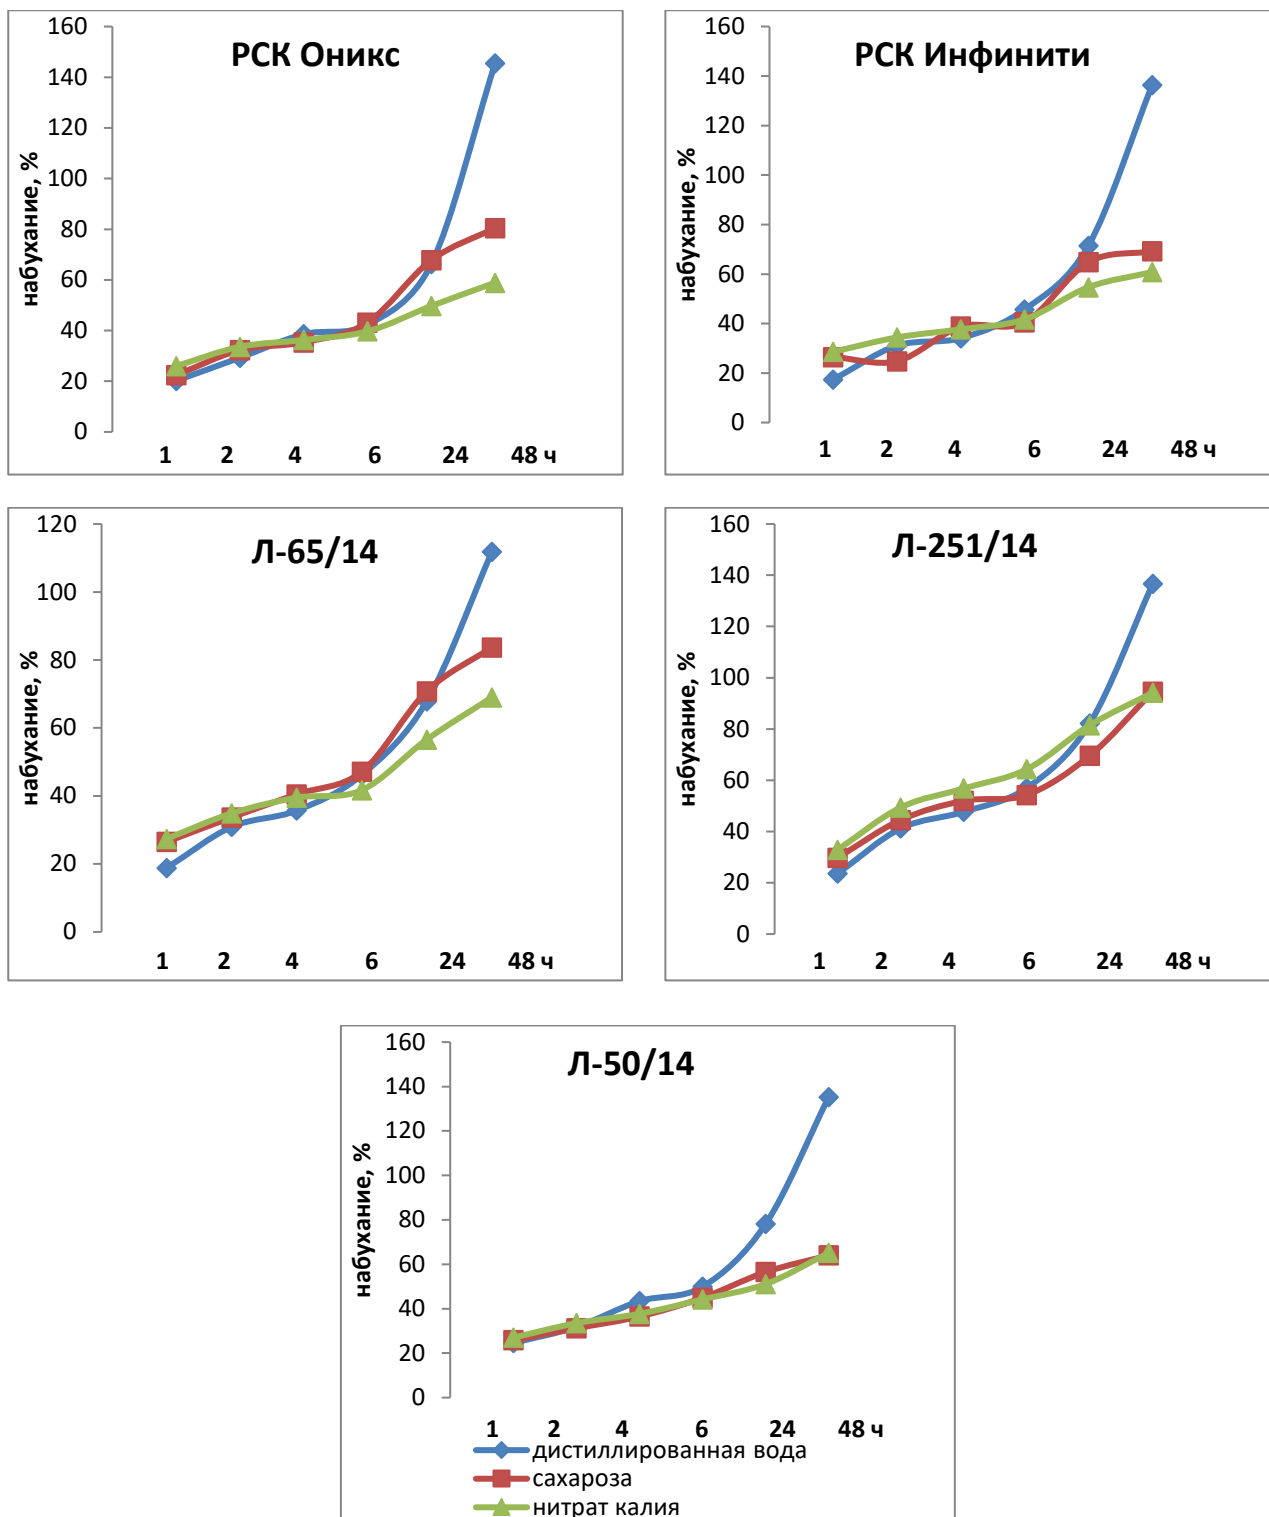 РСК Оникс
набухание, %
160
140
120
100
80
60
40
20
0
1 2 4 6 24 48 ч
РСК Инфинити
набухание, %
160
140
120
100
80
60
40
20
0
1 2 4 6 24 48 ч
Л-65/14
набухание, %
120
100
80
60
40
20
0
1 2 4 6 24 48 ч
Л-251/14
набухание, %
160
140
120
100
80
60
40
20
0
1 2 4 6 24 48 ч
Л-50/14
набухание, %
160
140
120
100
80
60
40
20
0
1 2 4 6 24 48 ч
дистиллированная вода
сахароза
нитрат калия